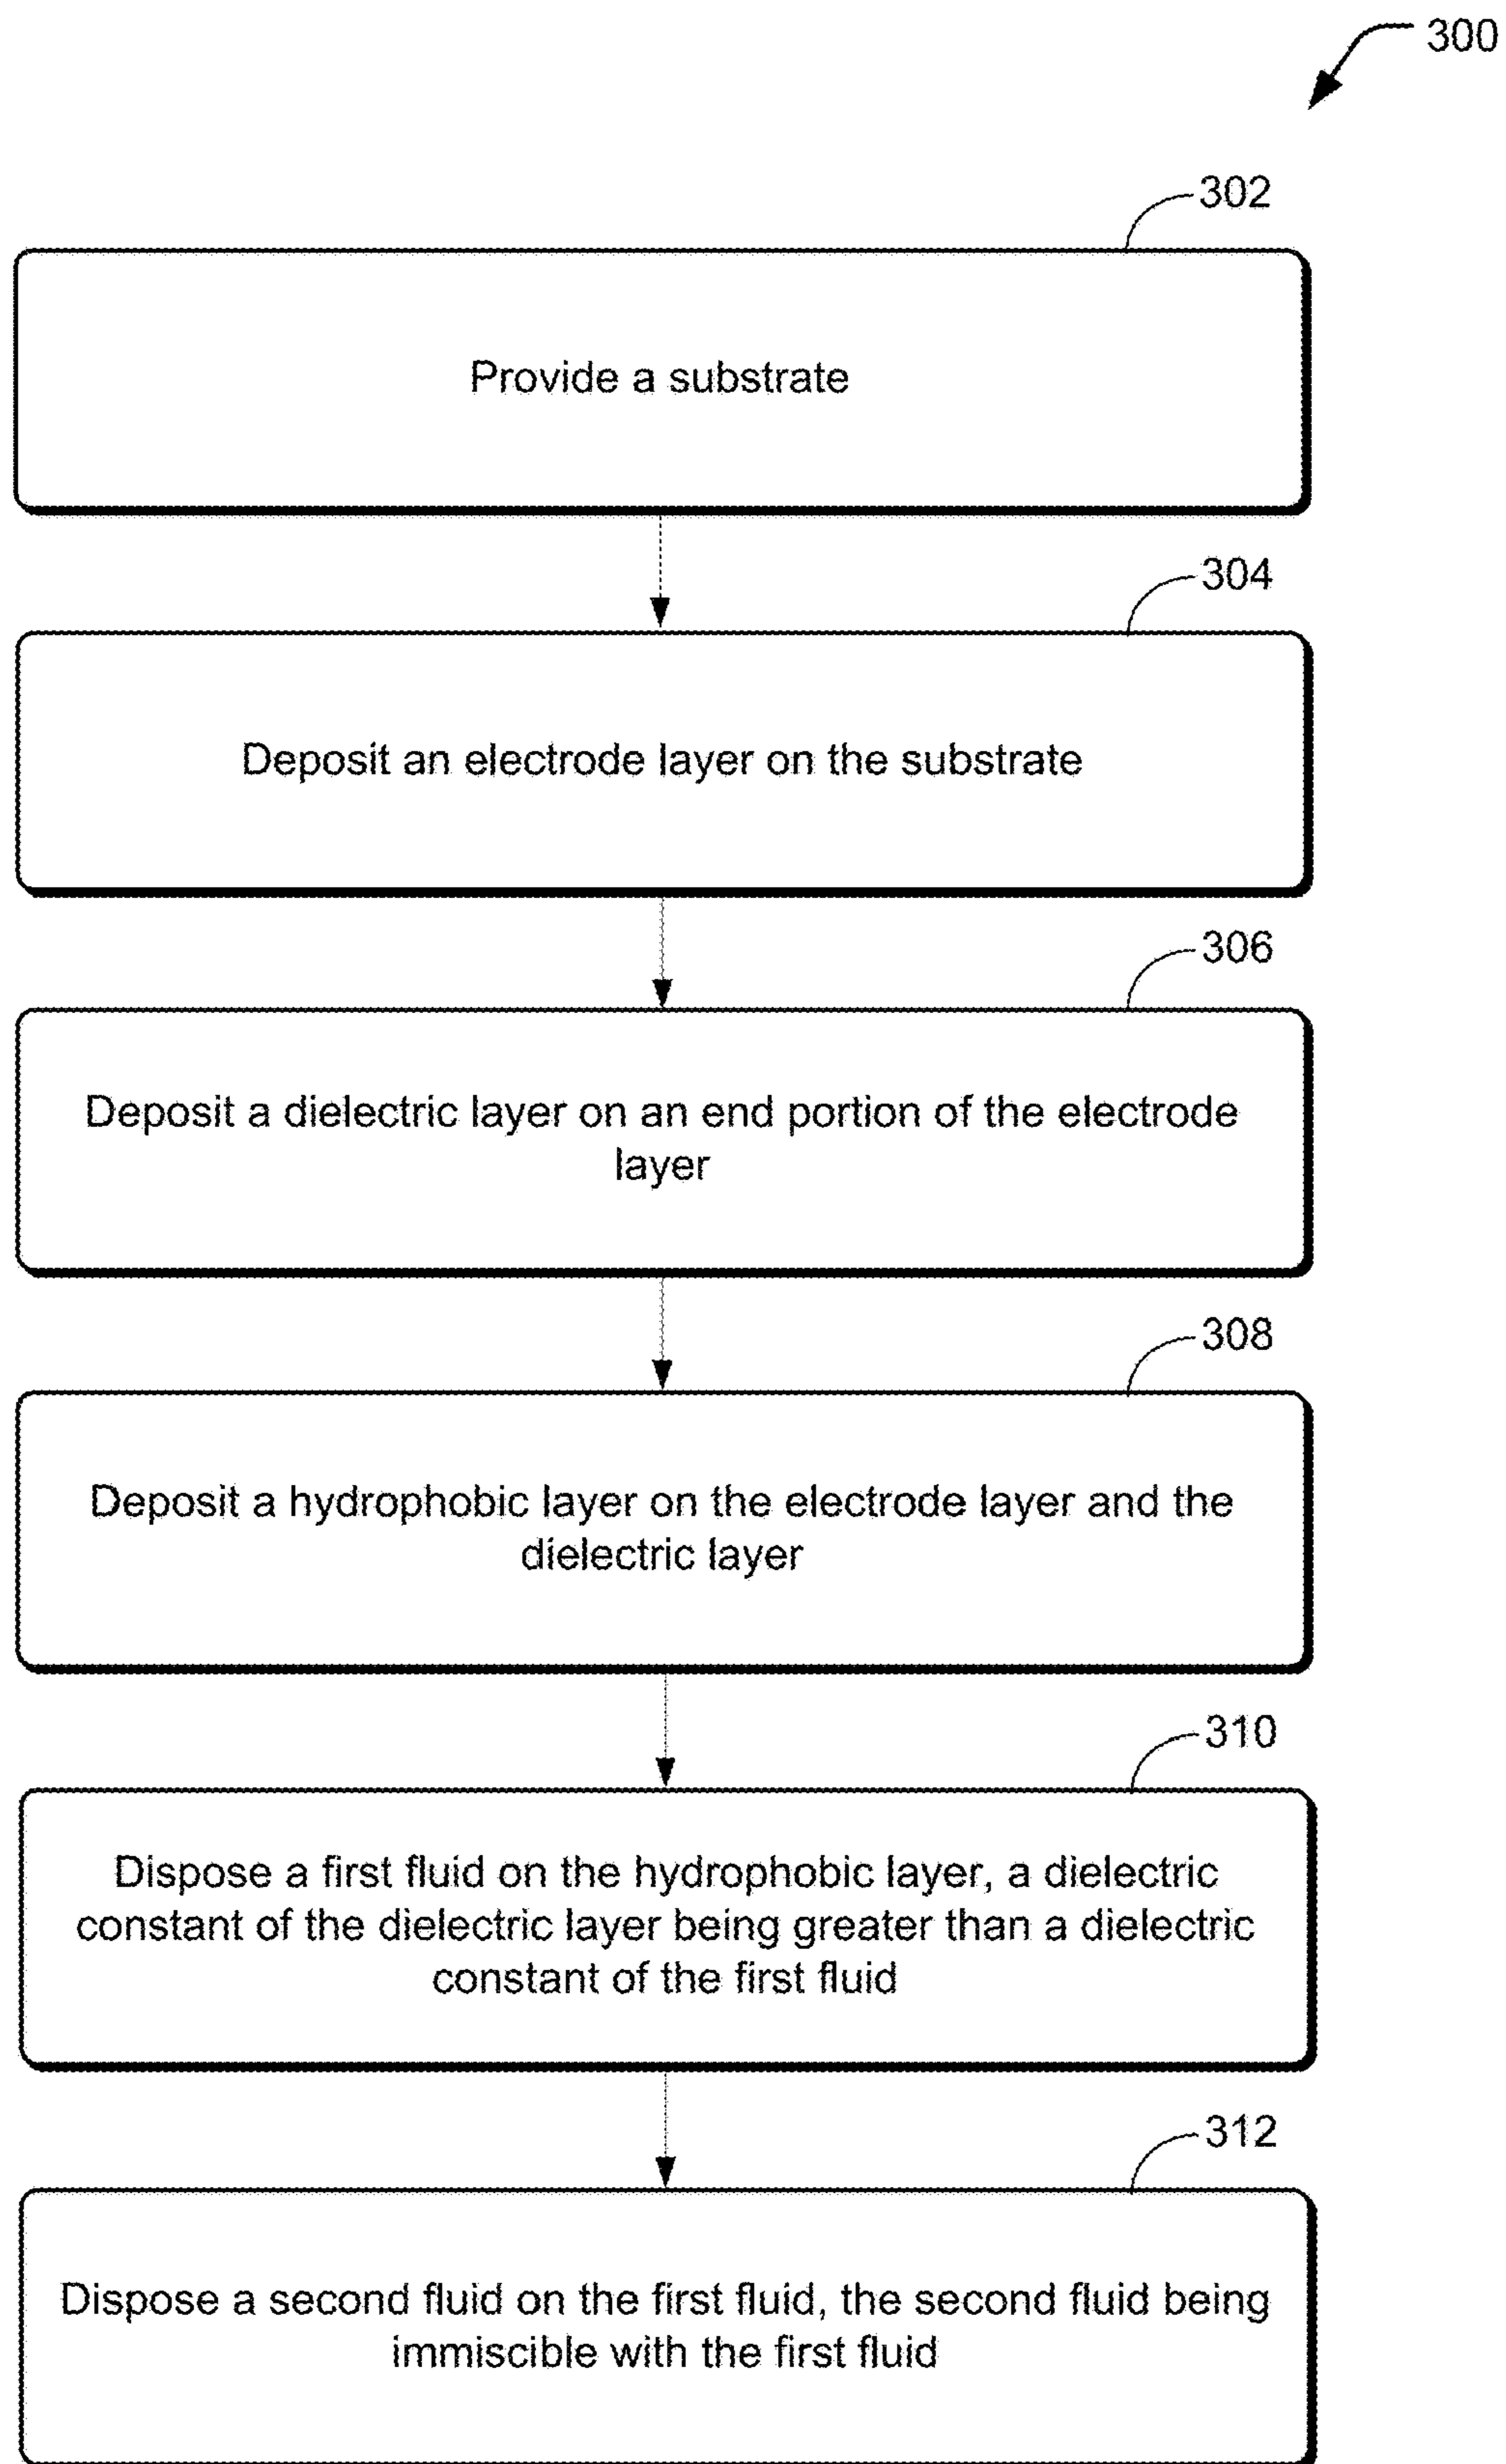 300
302
Provide a substrate
304
Deposit an electrode layer on the substrate
306
Deposit a dielectric layer on an end portion of the electrode
layer
308
Deposit a hydrophobic layer on the electrode layer and the
dielectric layer
310
Dispose a first fluid on the hydrophobic layer, a dielectric
constant of the dielectric layer being greater than a dielectric
constant of the first fluid
312
Dispose a second fluid on the first fluid, the second fluid being
immiscible with the first fluid